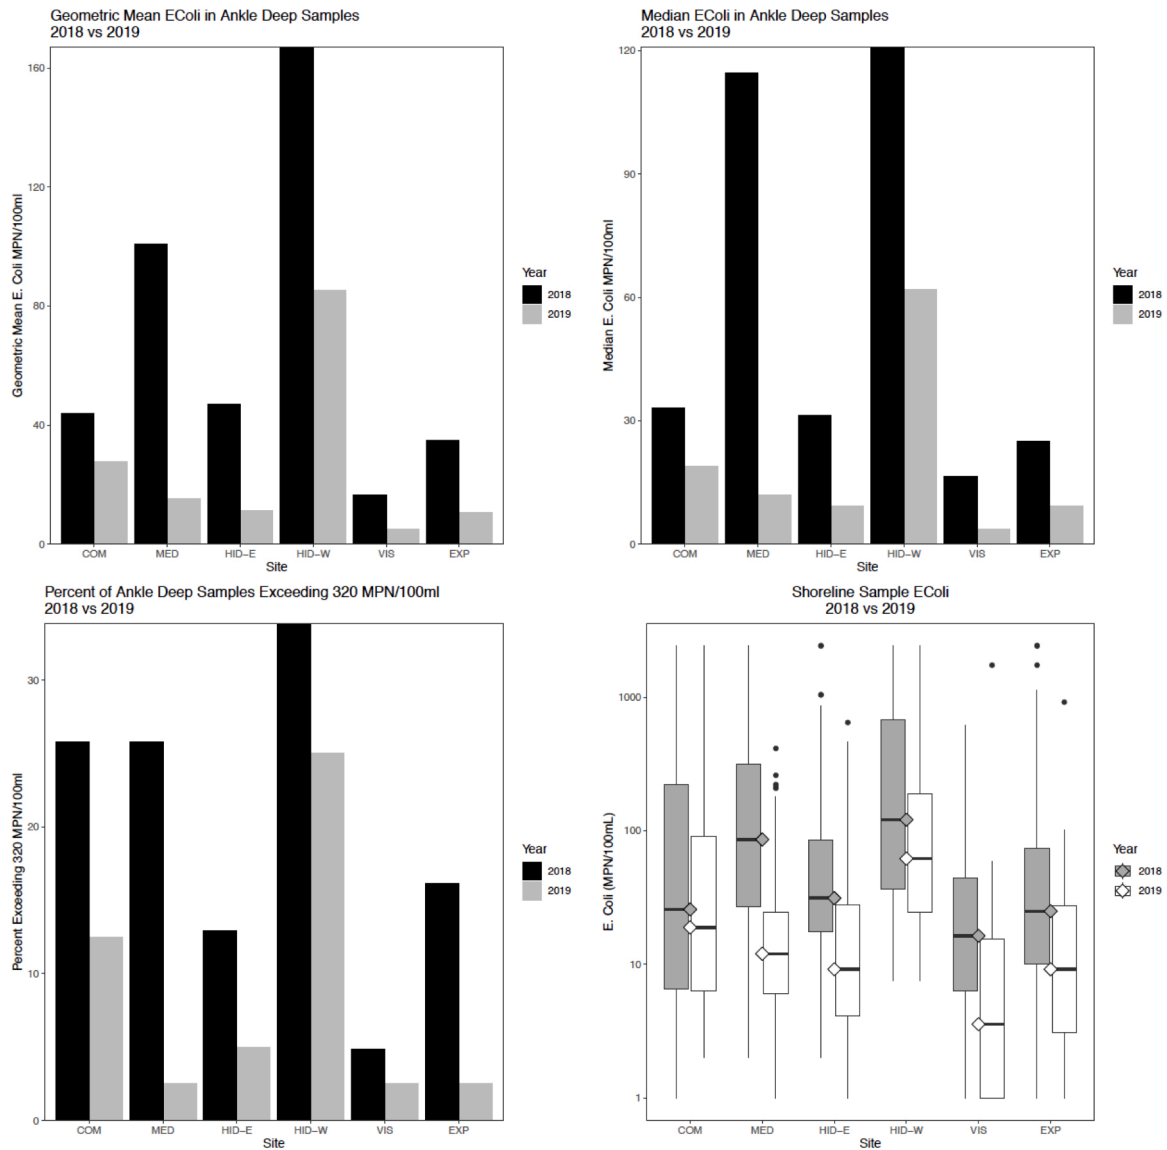 Geometric Mean EColi in Ankle Deep Samples
2018 vs 2019
Geometric Mean E. Coli MPN/100ml
160
120
80
40
0
COM MED HID-E HID-W VIS EXP
Site
Year
2018
2019
Median EColi in Ankle Deep Samples
2018 vs 2019
Median E. Coli MPN/100ml
120
90
60
30
0
COM MED HID-E HID-W VIS EXP
Site
Year
2018
2019
Percent of Ankle Deep Samples Exceeding 320 MPN/100ml
2018 vs 2019
Percent Exceeding 320 MPN/100ml
30
20
10
0
COM MED HID-E HID-W VIS EXP
Site
Year
2018
2019
Shoreline Sample EColi
2018 vs 2019
E. Coli (MPN/100mL)
1000
100
10
1
COM MED HID-E HID-W VIS EXP
Site
Year
2018
2019